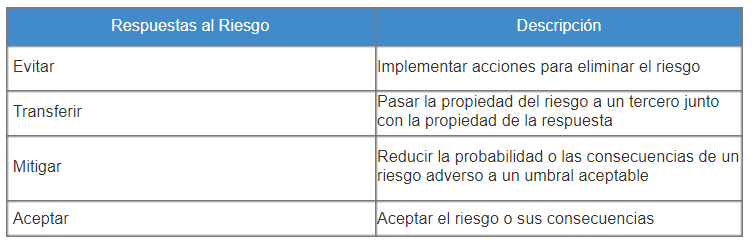 Respuestas al Riesgo
Descripción
Evitar
Implementar acciones para eliminar el riesgo
Transferir
Pasar la propiedad del riesgo a un tercero junto
con la propiedad de la respuesta
Mitigar
Reducir la probabilidad o las consecuencias de un
riesgo adverso a un umbral aceptable
Aceptar
Aceptar el riesgo o sus consecuencias